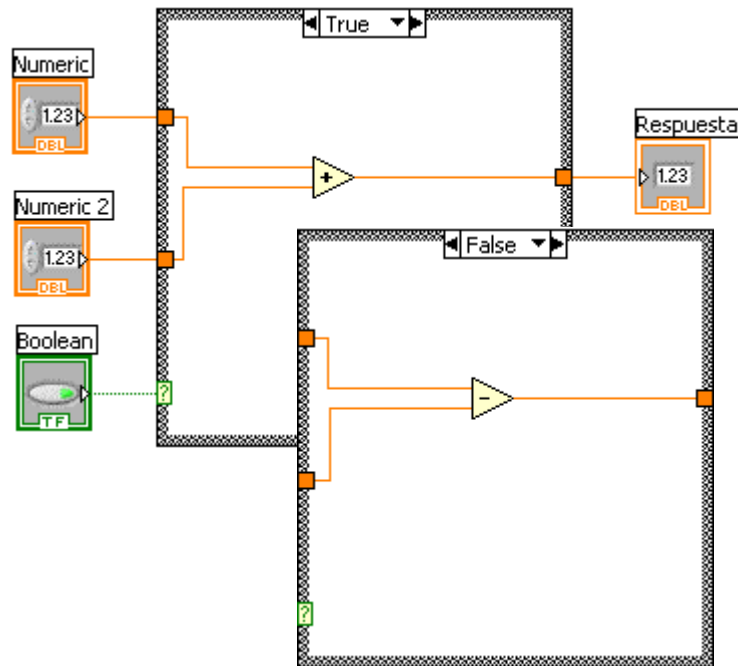 True
Numeric
1.23
DBL
+
Respuesta
1.23
DBL
Numeric 2
1.23
DBL
False
Boolean
TF
?
-
?